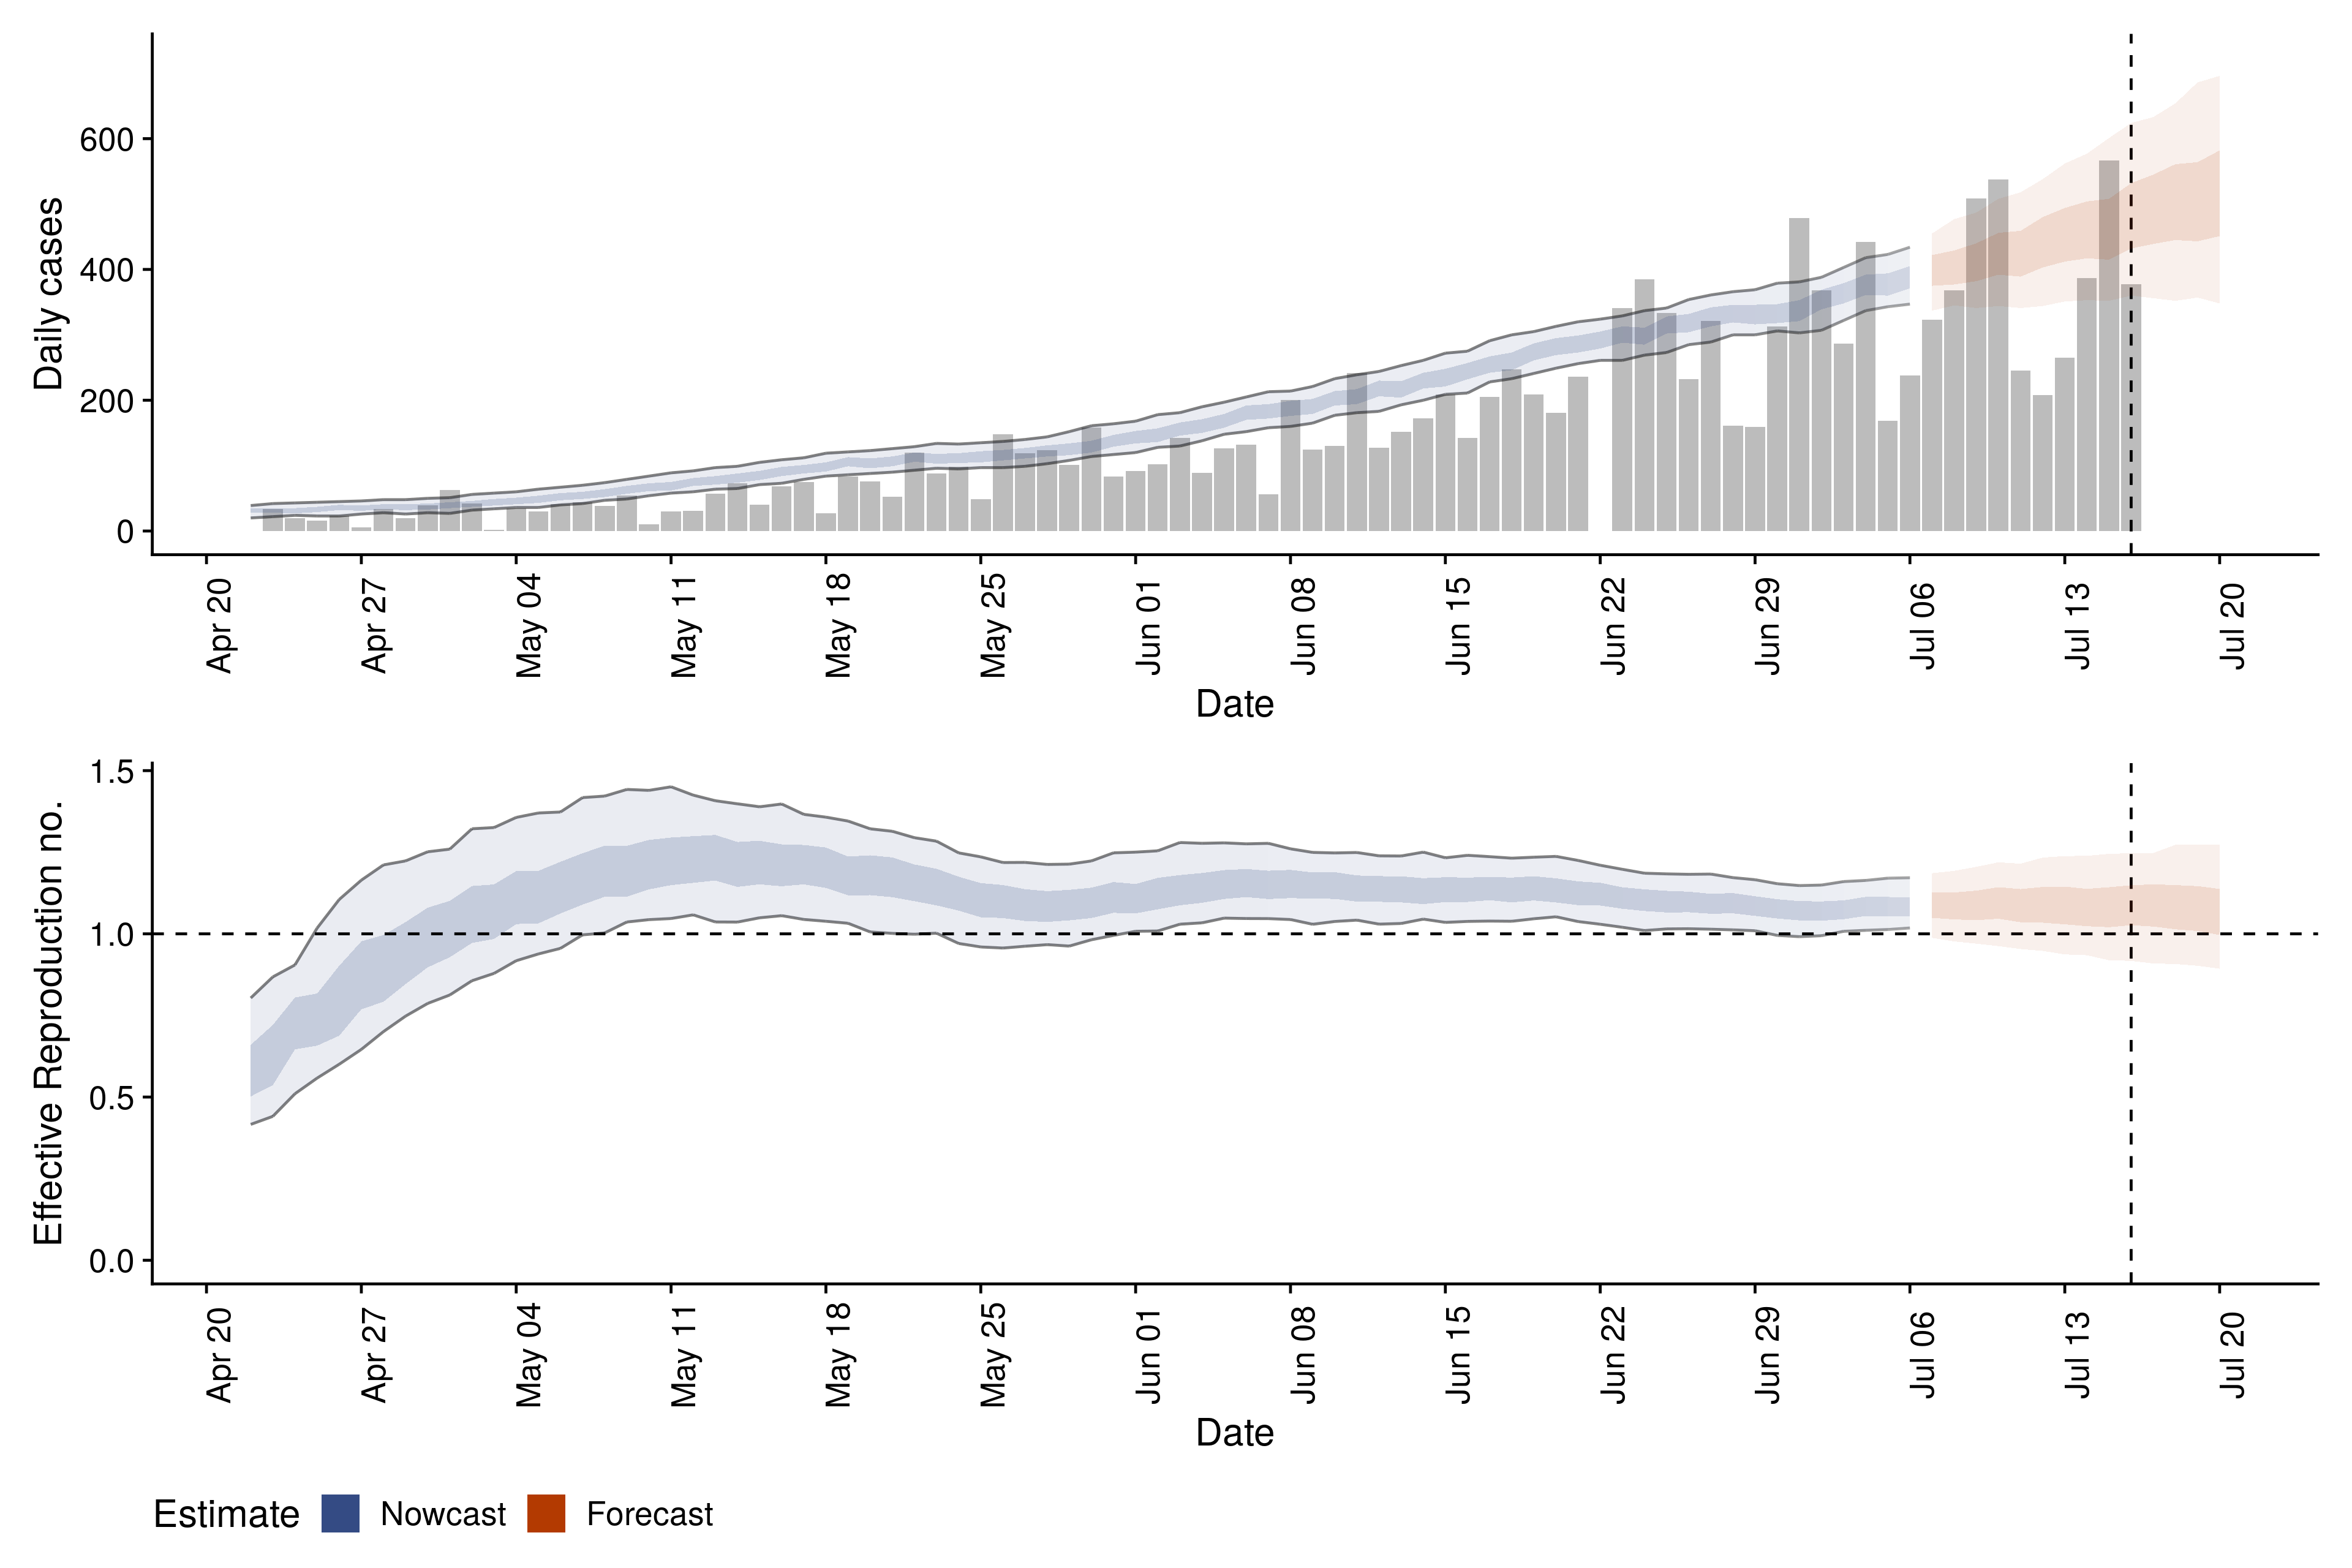 Daily cases
600
400
200
0
Apr 20
Apr 27
May 04
May 11
May 18
May 25
Jun 01
Jun 08
Jun 15
Jun 22
Jun 29
Jul 06
Jul 13
Jul 20
Date
Effective Reproduction no.
1.5
1.0
0.5
0.0
Apr 20
Apr 27
May 04
May 11
May 18
May 25
Jun 01
Jun 08
Jun 15
Jun 22
Jun 29
Jul 06
Jul 13
Jul 20
Date
Estimate Nowcast Forecast